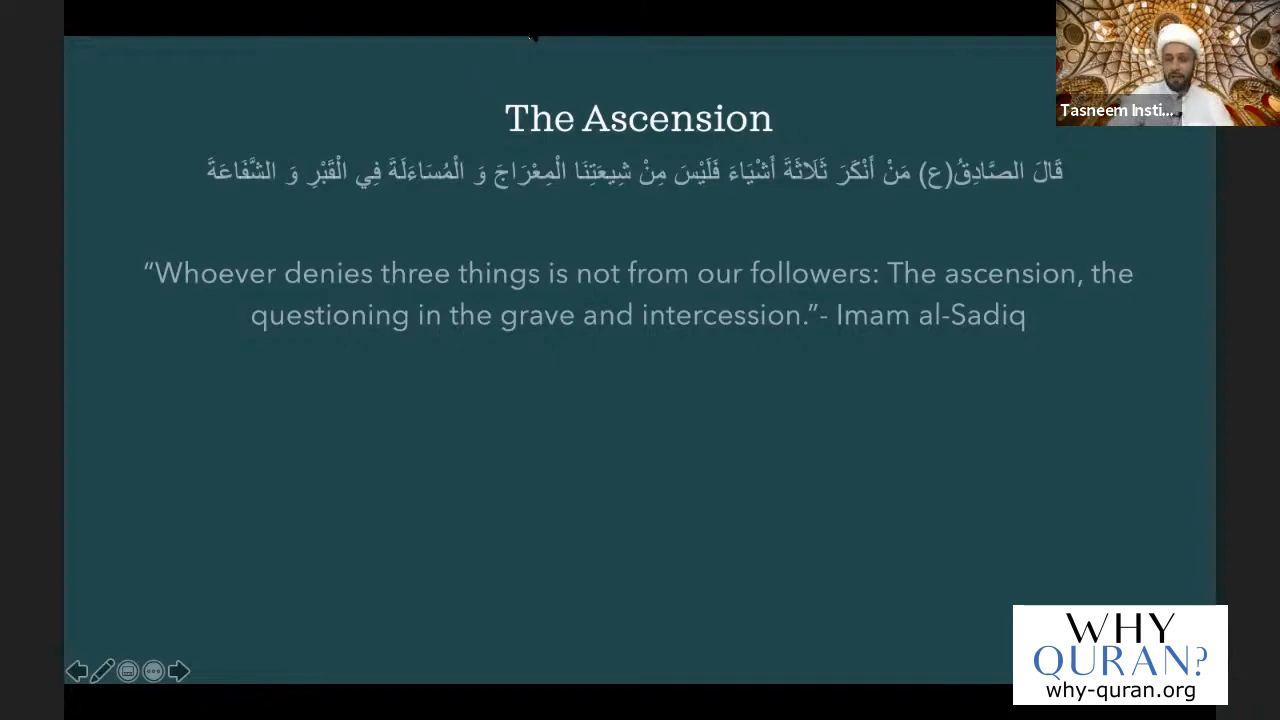 Tasneem Insti...
The Ascension
قَالَ الصَّادِقُ(ع) مَنْ أَنْكَرَ ثَلَاثَةَ أَشْيَاءَ فَلَيْسَ مِنْ شِيعَتِنَا الْمِعْرَاجَ وَ الْمُسَاءَلَةَ فِي الْقَبْرِ وَ الشَّفَاعَةَ
“Whoever denies three things is not from our followers: The ascension, the
questioning in the grave and intercession.”- Imam al-Sadiq
WHY
QURAN?
why-quran.org